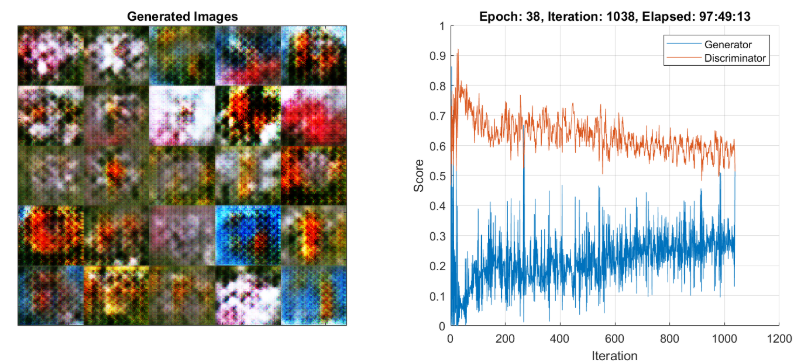 Generated Images
Epoch: 38, Iteration: 1038, Elapsed: 97:49:13
Generator
Discriminator
1
0.9
0.8
0.7
0.6
0.5
0.4
0.3
0.2
0.1
0
Score
0 200 400 600 800 1000 1200
Iteration